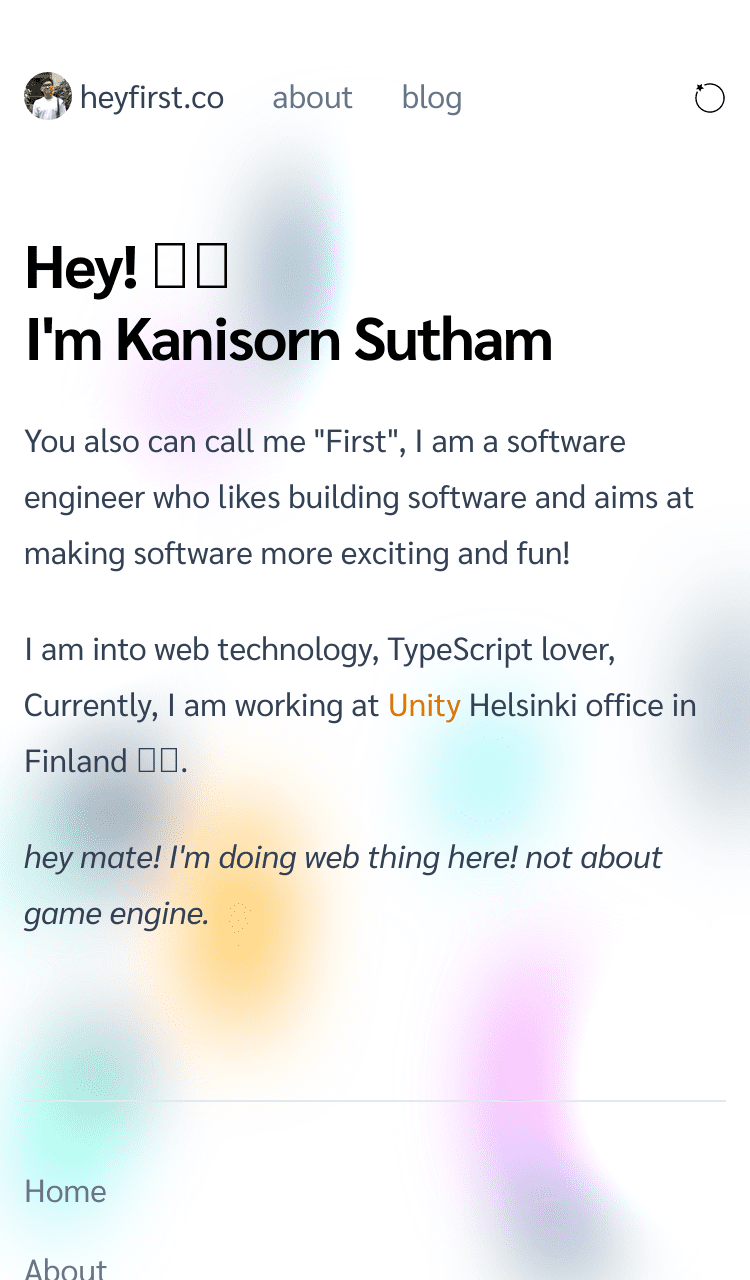 heyfirst.co about blog
Hey! 
I'm Kanisorn Sutham
You also can call me "First", I am a software
engineer who likes building software and aims at
making software more exciting and fun!
I am into web technology, TypeScript lover,
Currently, I am working at Unity Helsinki office in
Finland .
hey mate! I'm doing web thing here! not about
game engine.
Home
About